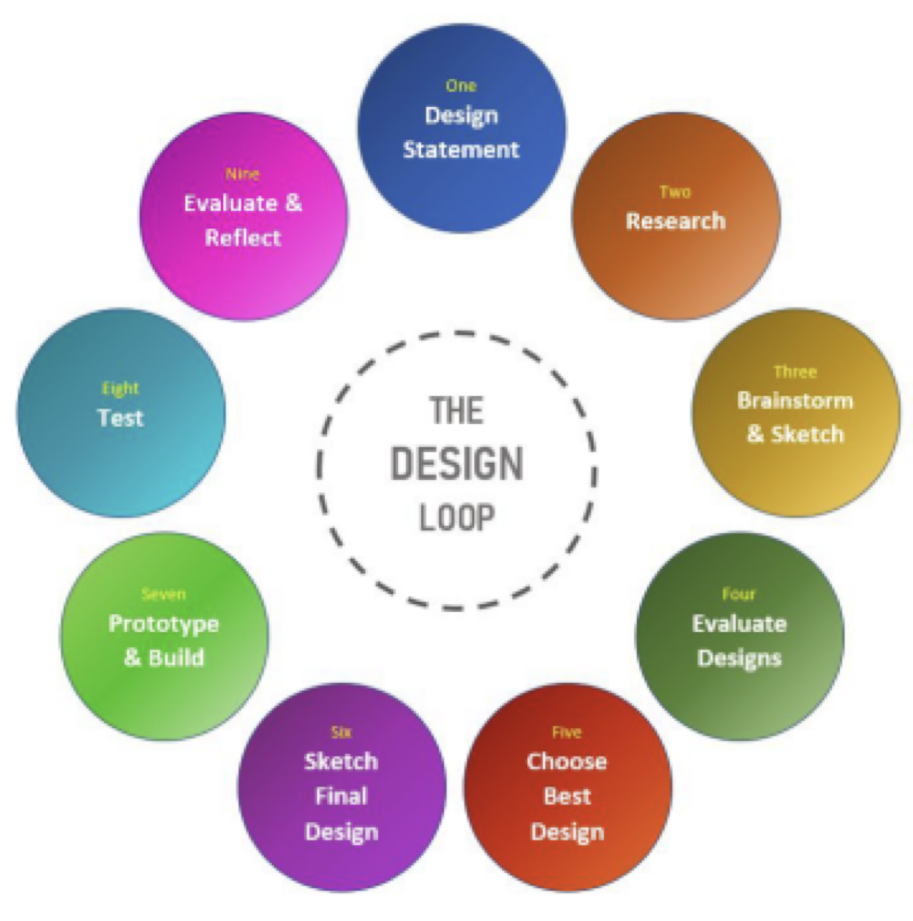 One
Design
Statement
Two
Research
Three
Brainstorm
& Sketch
Four
Evaluate
Designs
Five
Choose
Best
Design
Six
Sketch
Final
Design
Seven
Prototype
& Build
Eight
Test
Nine
Evaluate &
Reflect
THE
DESIGN
LOOP